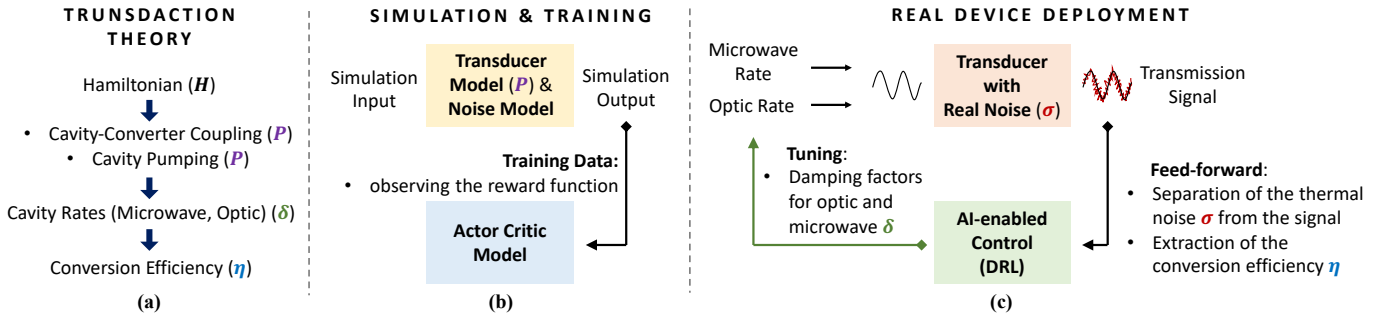 TRUNSDACTION
THEORY
Hamiltonian (H)
• Cavity-Converter Coupling (P)
• Cavity Pumping (P)
Cavity Rates (Microwave, Optic) (δ)
Conversion Efficiency (η)
(a)
SIMULATION & TRAINING
Simulation
Input
Transducer
Model (P) &
Noise Model
Simulation
Output
Training Data:
• observing the reward function
Actor Critic
Model
(b)
REAL DEVICE DEPLOYMENT
Microwave
Rate
Optic Rate
Transducer
with
Real Noise (σ)
Transmission
Signal
Tuning:
• Damping factors
for optic and
microwave δ
AI-enabled
Control
(DRL)
Feed-forward:
• Separation of the thermal
noise σ from the signal
• Extraction of the
conversion efficiency η
(c)